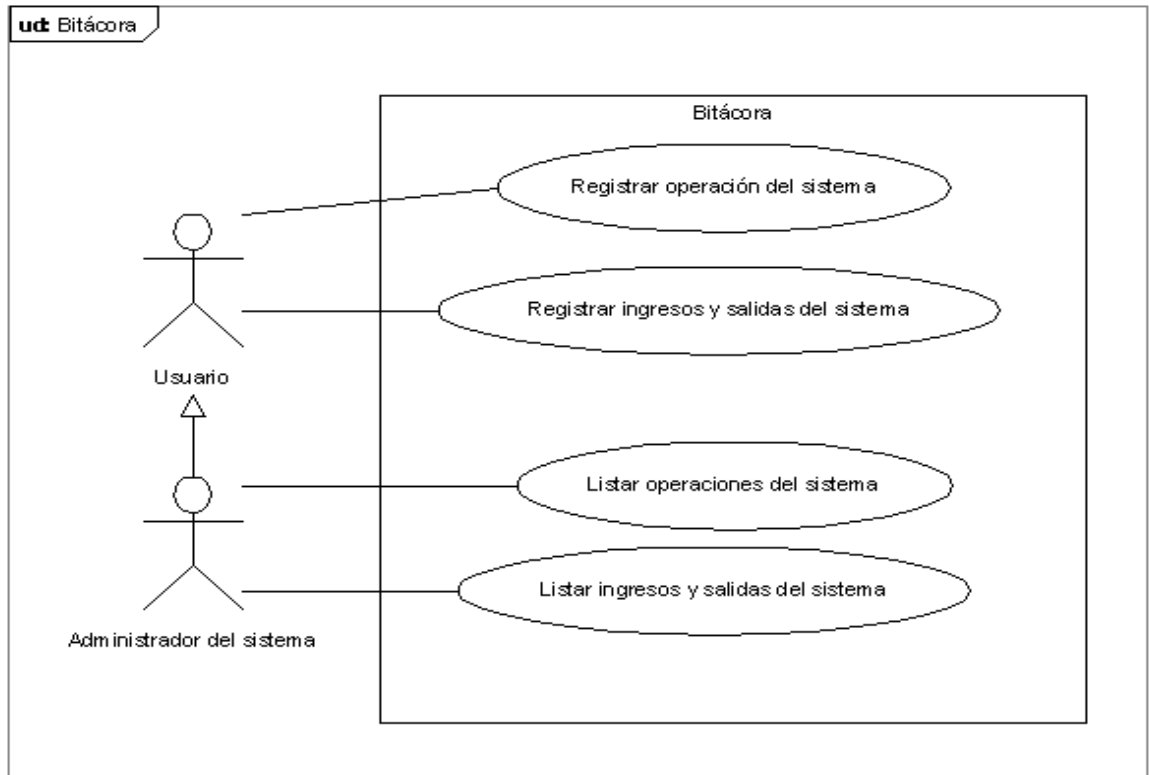 uct Bitácora
Bitácora
Registrar operación del sistema
Registrar ingresos y salidas del sistema
Usuario
Listar operaciones del sistema
Listar ingresos y salidas del sistema
Administrador del sistema